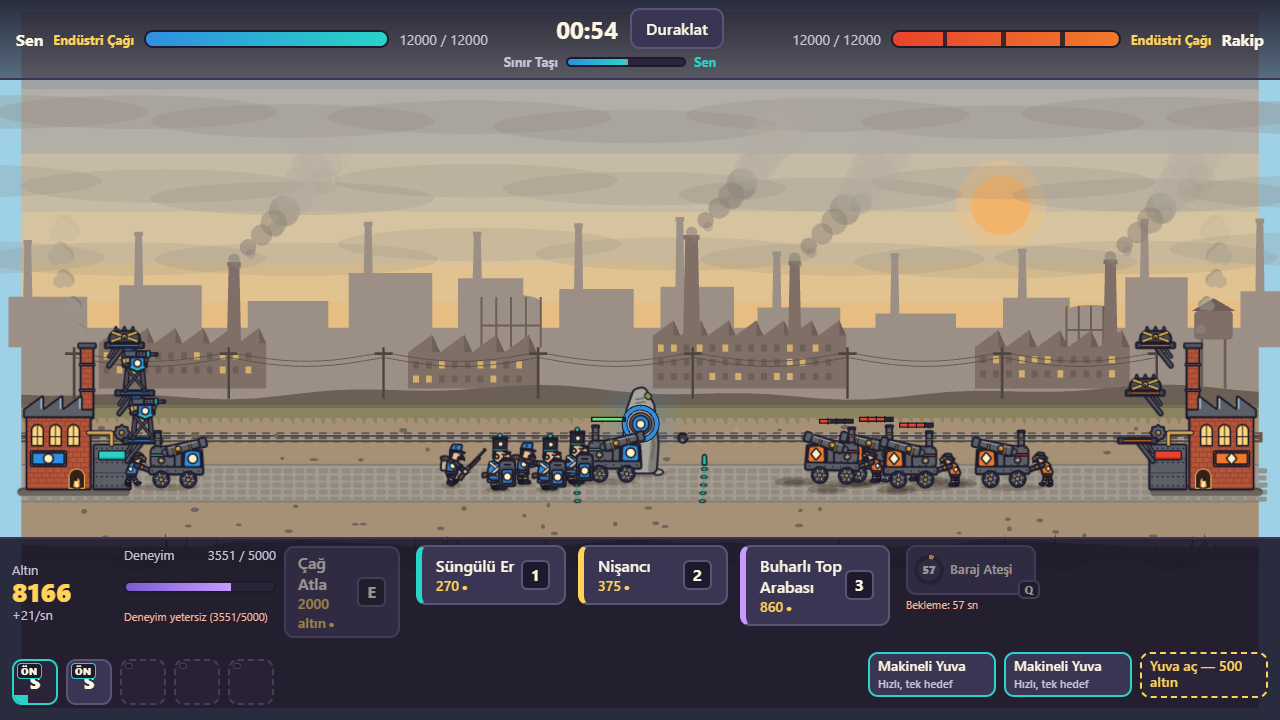 Sen Endüstri Çağı 12000 / 12000 00:54 Duraklat 12000 / 12000 Endüstri Çağı Rakip
Sınır Taşı Sen
Altın
8166
+21/sn
Deneyim 3551 / 5000
Deneyim yetersiz (3551/5000)
Çağ
Atla
2000
altın
E
Süngülü Er
270
1
Nişancı
375
2
Buharlı Top
Arabası
860
3
57 Baraj Ateşi
Q
Bekleme: 57 sn
ÖN
S
ÖN
S
Makineli Yuva
Hızlı, tek hedef
Makineli Yuva
Hızlı, tek hedef
Yuva aç — 500
altın